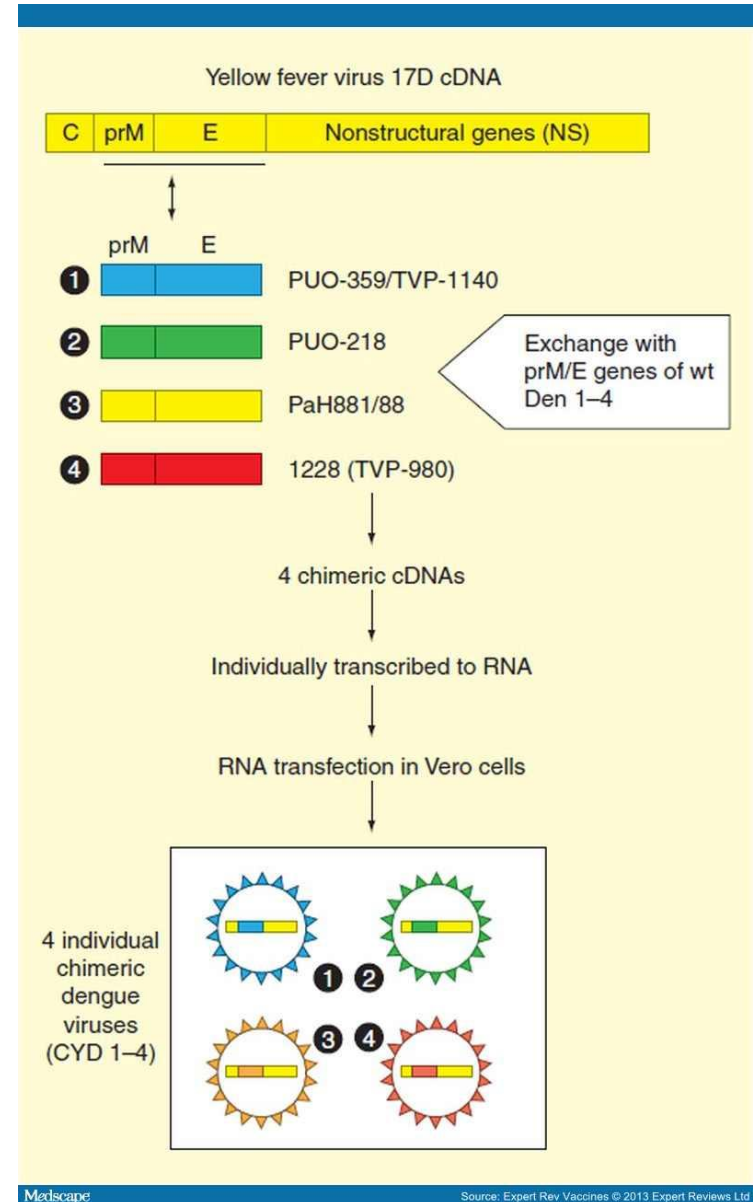 Yellow fever virus 17D cDNA
C prM E Nonstructural genes (NS)
prM E
1 PUO-359/TVP-1140
2 PUO-218
3 PaH881/88
4 1228 (TVP-980)
Exchange with
prM/E genes of wt
Den 1–4
4 chimeric cDNAs
Individually transcribed to RNA
RNA transfection in Vero cells
4 individual
chimeric
dengue
viruses
(CYD 1–4)
1 2
3 4
Medscape
Source: Expert Rev Vaccines © 2013 Expert Reviews Ltd